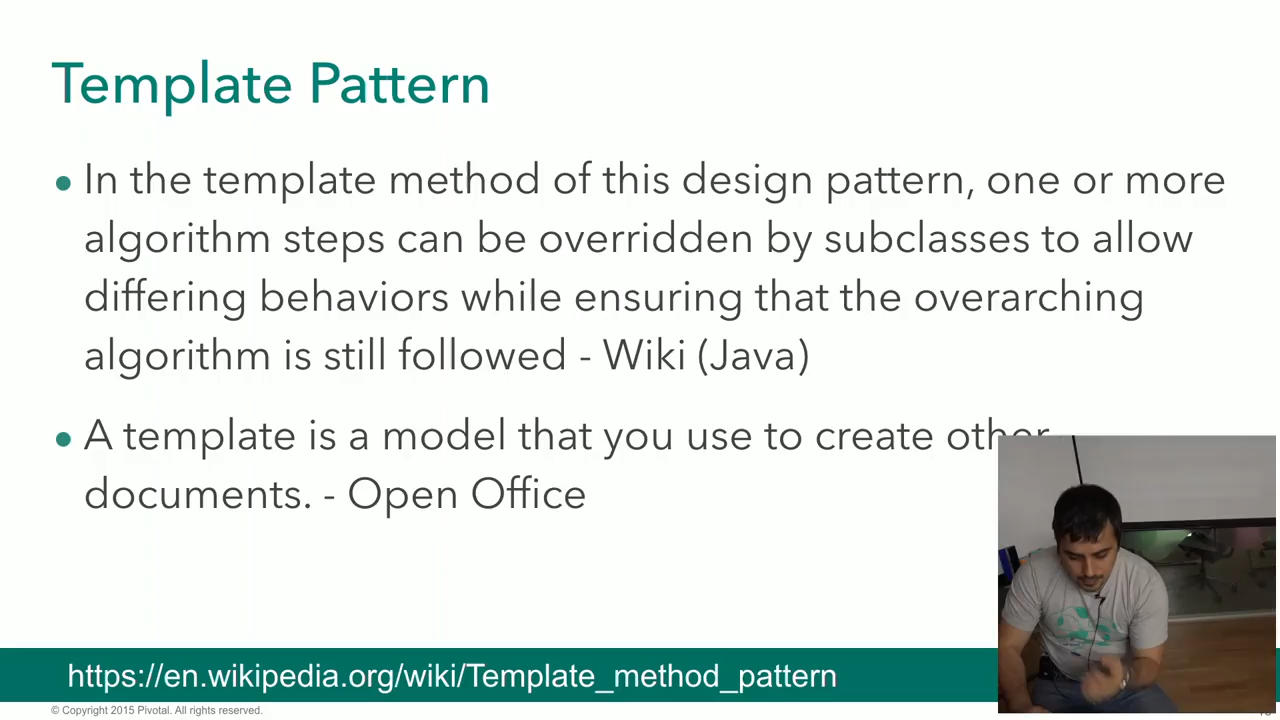 Template Pattern
• In the template method of this design pattern, one or more
algorithm steps can be overridden by subclasses to allow
differing behaviors while ensuring that the overarching
algorithm is still followed - Wiki (Java)
• A template is a model that you use to create other
documents. - Open Office
https://en.wikipedia.org/wiki/Template_method_pattern
© Copyright 2015 Pivotal. All rights reserved.